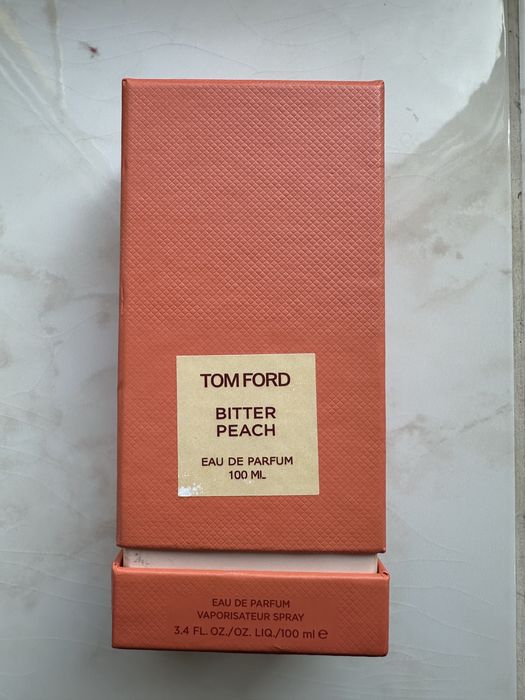 TOM FORD
BITTER
PEACH
EAU DE PARFUM
100 ML
EAU DE PARFUM
VAPORISATEUR SPRAY
3.4 FL. OZ./OZ. LIQ./100 ml ℮